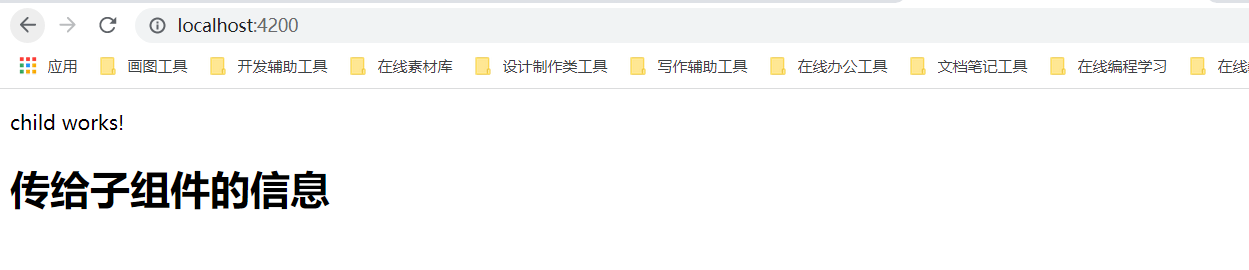 localhost:4200
应用 画图工具 开发辅助工具 在线素材库 设计制作类工具 写作辅助工具 在线办公工具 文档笔记工具 在线编程学习 在线
child works!
传给子组件的信息